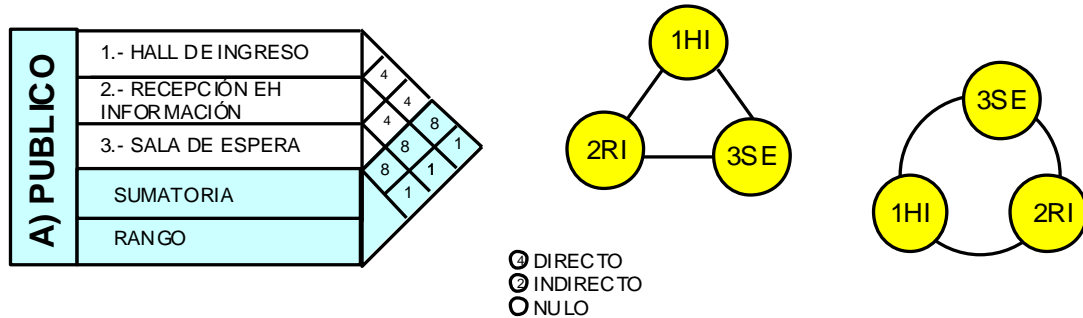 A) PUBLICO
1.- HALL DE INGRESO
2.- RECEPCIÓN EH
INFORMACIÓN
3.- SALA DE ESPERA
SUMATORIA
RANGO
4
4
4
8
8
1
8
1
1
1HI
2RI
3SE
3SE
1HI
2RI
4 DIRECTO
2 INDIRECTO
NULO